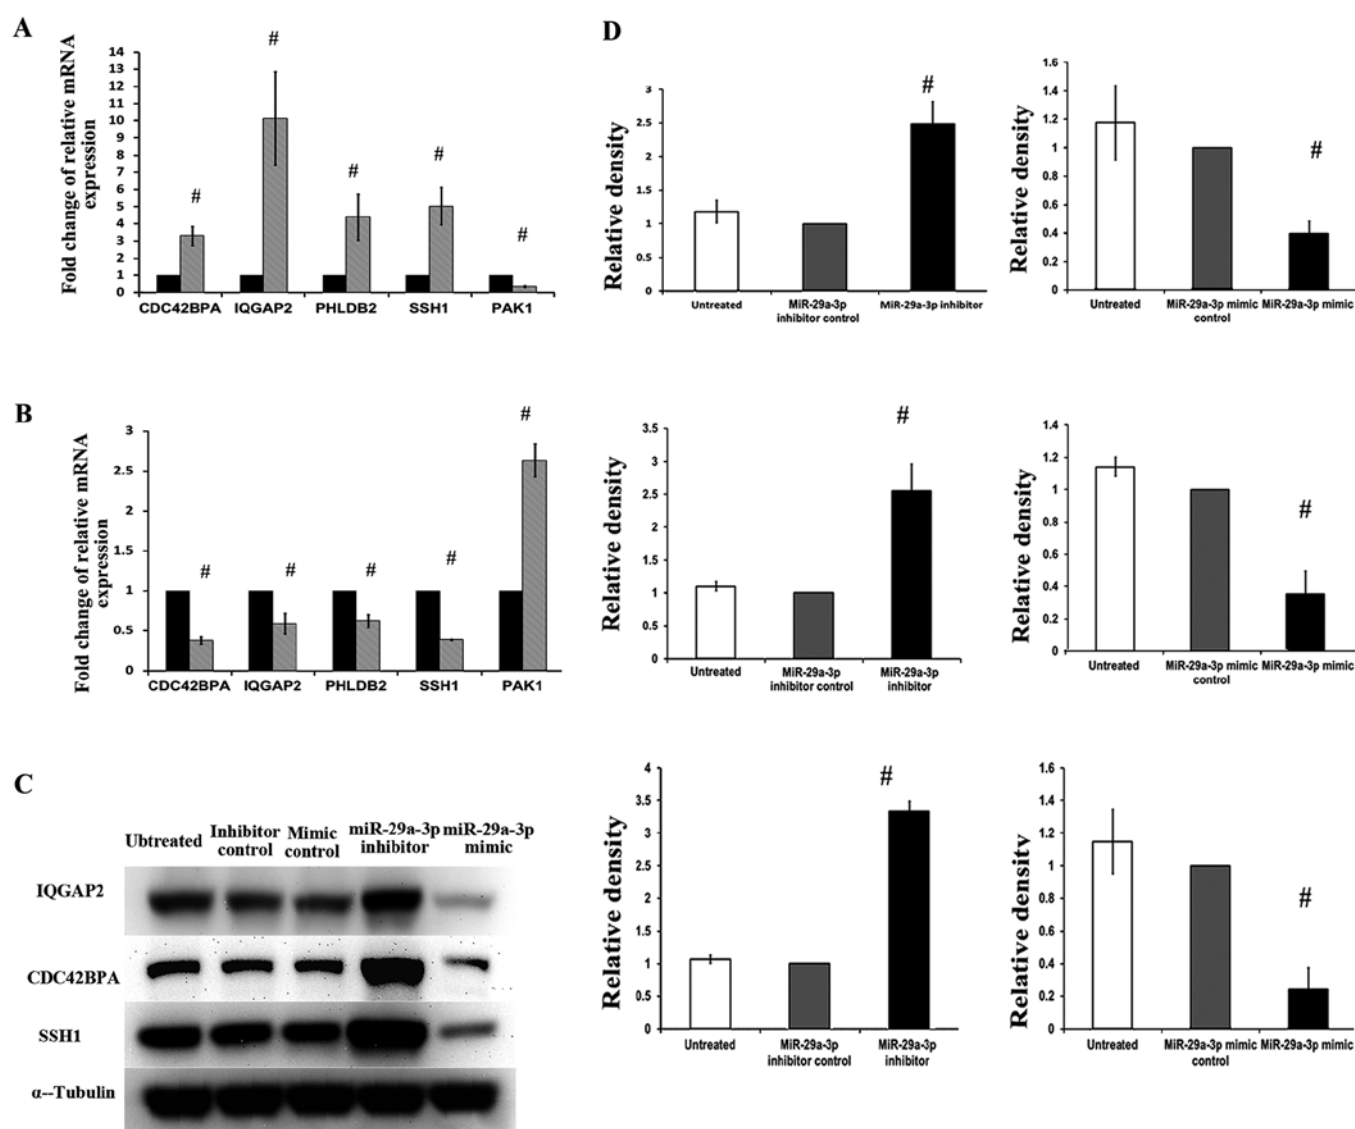 A
Fold change of relative mRNA
expression
14
13
12
11
10
9
8
7
6
5
4
3
2
1
0
#
#
#
#
#
CDC42BPA IQGAP2 PHLDB2 SSH1 PAK1
B
Fold change of relative mRNA
expression
3
2.5
2
1.5
1
0.5
0
#
#
#
#
#
CDC42BPA IQGAP2 PHLDB2 SSH1 PAK1
C
Ubtreated
Inhibitor
control
Mimic
control
miR-29a-3p
inhibitor
miR-29a-3p
mimic
IQGAP2
CDC42BPA
SSH1
α--Tubulin
D
Relative density
3
2.5
2
1.5
1
0.5
0
#
Untreated
MiR-29a-3p
inhibitor control
MiR-29a-3p inhibitor
Relative density
1.6
1.4
1.2
1
0.8
0.6
0.4
0.2
0
#
Untreated
MiR-29a-3p mimic
control
MiR-29a-3p mimic
Relative density
3.5
3
2.5
2
1.5
1
0.5
0
#
Untreated
MiR-29a-3p
inhibitor control
MiR-29a-3p
inhibitor
Relative density
1.4
1.2
1
0.8
0.6
0.4
0.2
0
#
Untreated
MiR-29a-3p mimic
control
MiR-29a-3p mimic
Relative density
4
3.5
3
2.5
2
1.5
1
0.5
0
#
Untreated
MiR-29a-3p
inhibitor control
MiR-29a-3p
inhibitor
Relative density
1.6
1.4
1.2
1
0.8
0.6
0.4
0.2
0
#
Untreated
MiR-29a-3p mimic
control
MiR-29a-3p mimic